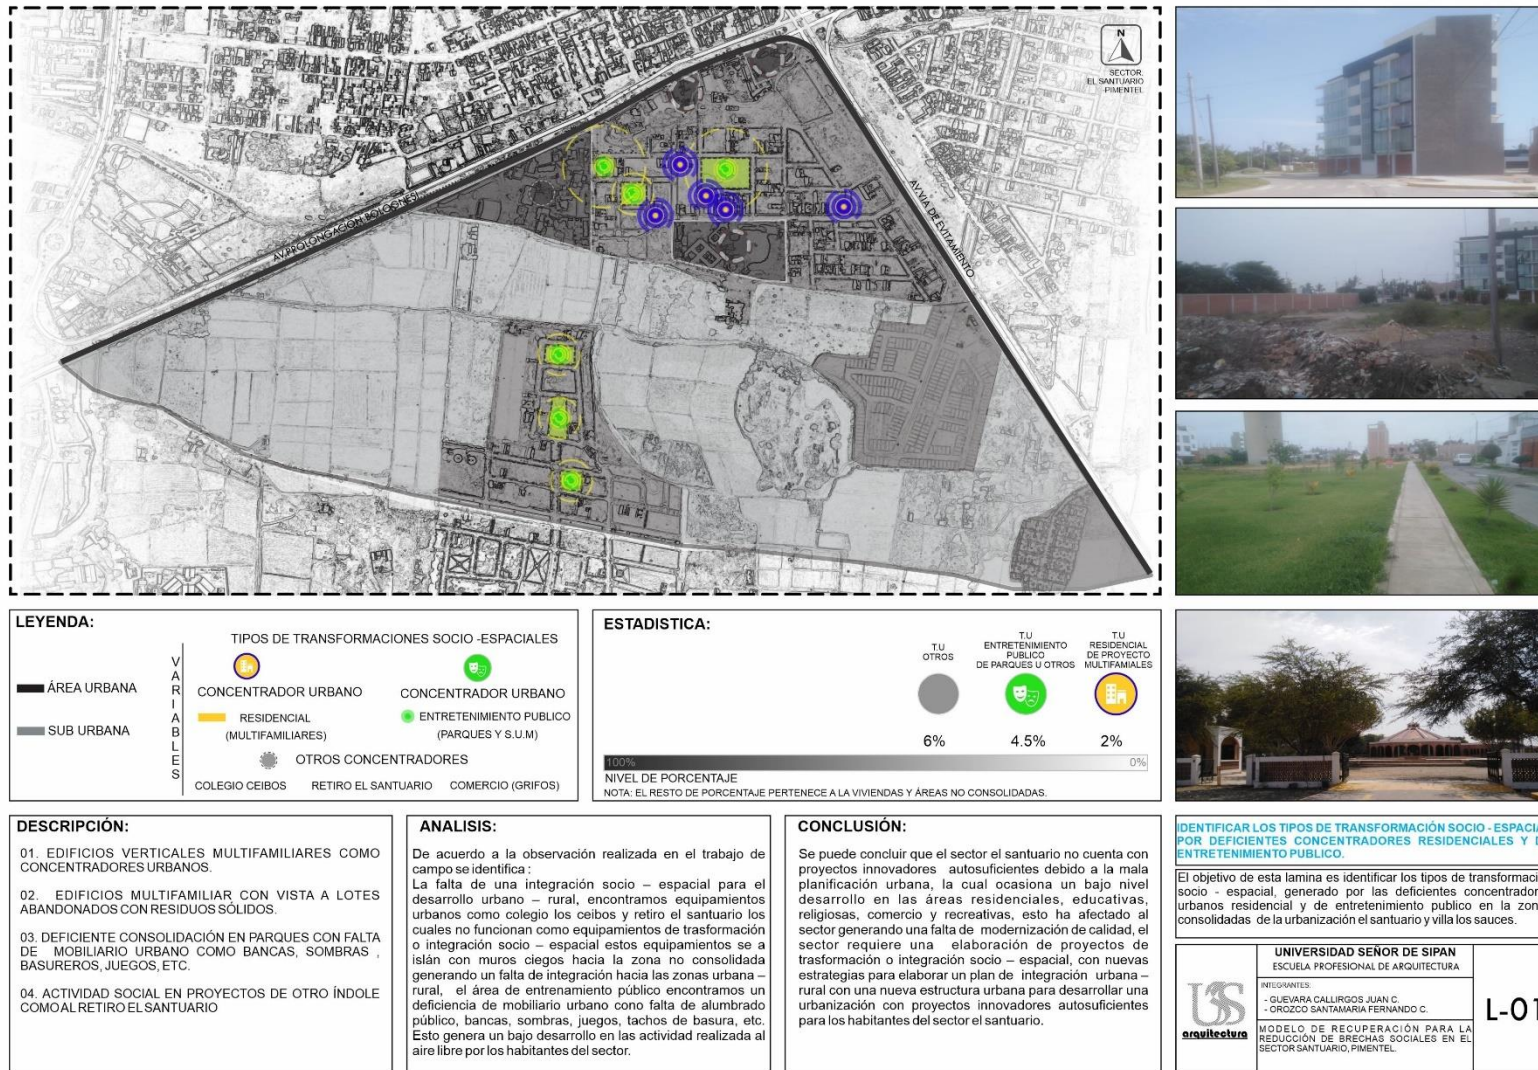 N
SECTOR
EL SANTUARIO
-PIMENTEL
AV.PROLONGACIÓN BOLOGNESI
AV.VIA DE EVITAMIENTO
LEYENDA:
ÁREA URBANA
SUB URBANA
VARIABLES
TIPOS DE TRANSFORMACIONES SOCIO -ESPACIALES
CONCENTRADOR URBANO
RESIDENCIAL
(MULTIFAMILIARES)
CONCENTRADOR URBANO
ENTRETENIMIENTO PUBLICO
(PARQUES Y S.U.M)
OTROS CONCENTRADORES
COLEGIO CEIBOS RETIRO EL SANTUARIO COMERCIO (GRIFOS)
ESTADISTICA:
T.U
OTROS
6%
T.U
ENTRETENIMIENTO
PUBLICO
DE PARQUES U OTROS
4.5%
T.U
RESIDENCIAL
DE PROYECTO
MULTIFAMIALES
2%
100% 0%
NIVEL DE PORCENTAJE
NOTA: EL RESTO DE PORCENTAJE PERTENECE A LA VIVIENDAS Y ÁREAS NO CONSOLIDADAS.
DESCRIPCIÓN:
01. EDIFICIOS VERTICALES MULTIFAMILIARES COMO
CONCENTRADORES URBANOS.
02. EDIFICIOS MULTIFAMILIAR CON VISTA A LOTES
ABANDONADOS CON RESIDUOS SÓLIDOS.
03. DEFICIENTE CONSOLIDACIÓN EN PARQUES CON FALTA
DE MOBILIARIO URBANO COMO BANCAS, SOMBRAS ,
BASUREROS, JUEGOS, ETC.
04. ACTIVIDAD SOCIAL EN PROYECTOS DE OTRO ÍNDOLE
COMO AL RETIRO EL SANTUARIO
ANALISIS:
De acuerdo a la observación realizada en el trabajo de
campo se identifica :
La falta de una integración socio – espacial para el
desarrollo urbano – rural, encontramos equipamientos
urbanos como colegio los ceibos y retiro el santuario los
cuales no funcionan como equipamientos de trasformación
o integración socio – espacial estos equipamientos se a
islán con muros ciegos hacia la zona no consolidada
generando un falta de integración hacia las zonas urbana –
rural, el área de entrenamiento público encontramos un
deficiencia de mobiliario urbano cono falta de alumbrado
público, bancas, sombras, juegos, tachos de basura, etc.
Esto genera un bajo desarrollo en las actividad realizada al
aire libre por los habitantes del sector.
CONCLUSIÓN:
Se puede concluir que el sector el santuario no cuenta con
proyectos innovadores autosuficientes debido a la mala
planificación urbana, la cual ocasiona un bajo nivel
desarrollo en las áreas residenciales, educativas,
religiosas, comercio y recreativas, esto ha afectado al
sector generando una falta de modernización de calidad, el
sector requiere una elaboración de proyectos de
trasformación o integración socio – espacial, con nuevas
estrategias para elaborar un plan de integración urbana –
rural con una nueva estructura urbana para desarrollar una
urbanización con proyectos innovadores autosuficientes
para los habitantes del sector el santuario.
IDENTIFICAR LOS TIPOS DE TRANSFORMACIÓN SOCIO - ESPACIA
POR DEFICIENTES CONCENTRADORES RESIDENCIALES Y D
ENTRETENIMIENTO PUBLICO.
El objetivo de esta lamina es identificar los tipos de transformaci
socio - espacial, generado por las deficientes concentrador
urbanos residencial y de entretenimiento publico en la zon
consolidadas de la urbanización el santuario y villa los sauces.
USS
arquitectura
UNIVERSIDAD SEÑOR DE SIPAN
ESCUELA PROFESIONAL DE ARQUITECTURA
INTEGRANTES:
- GUEVARA CALLIRGOS JUAN C.
- OROZCO SANTAMARIA FERNANDO C.
MODELO DE RECUPERACIÓN PARA LA
REDUCCIÓN DE BRECHAS SOCIALES EN EL
SECTOR SANTUARIO, PIMENTEL.
L-01